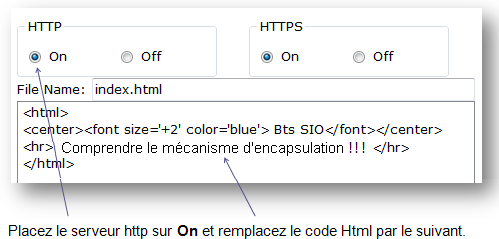 HTTP HTTPS
On Off On Off
File Name: index.html
<html>
<center><font size='+2' color='blue'> Bts SIO</font></center>
<hr> Comprendre le mécanisme d'encapsulation !!! </hr>
</html>
Placez le serveur http sur On et remplacez le code Html par le suivant.